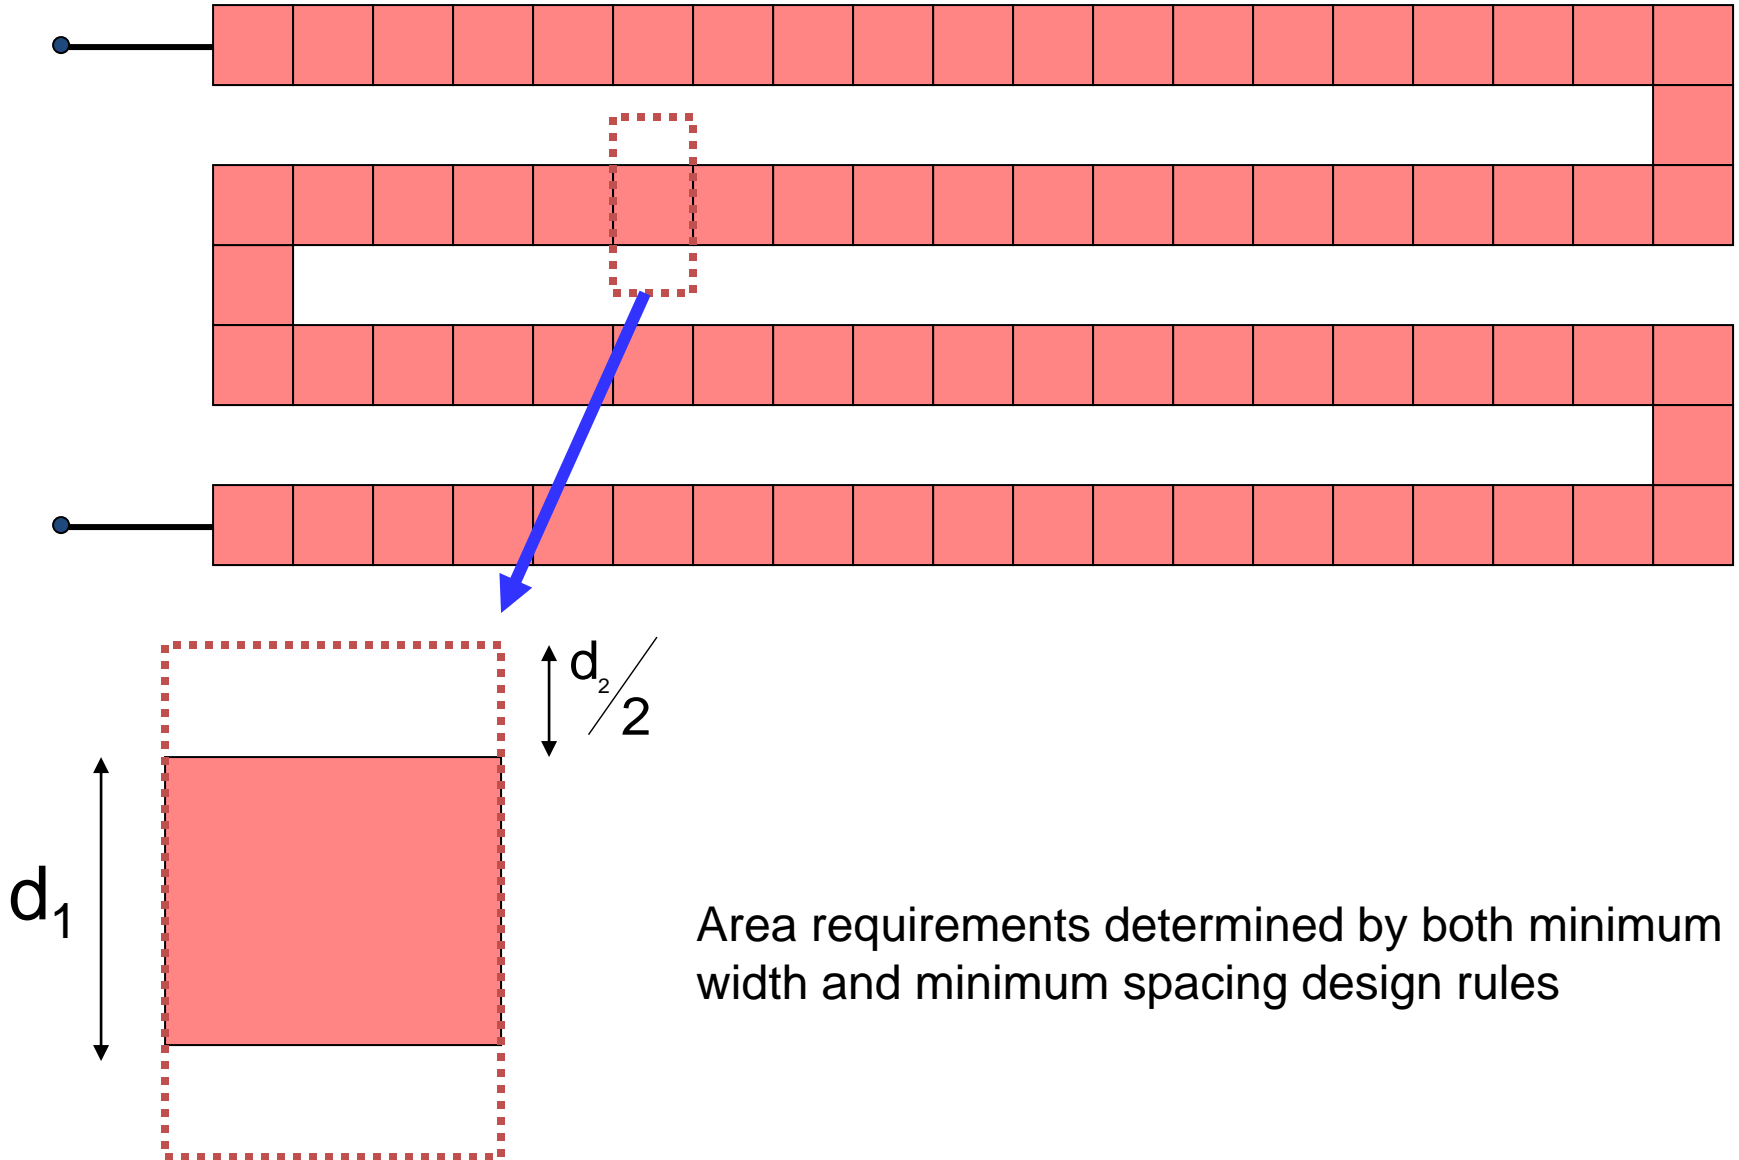 d₂/2
d₁
Area requirements determined by both minimum
width and minimum spacing design rules